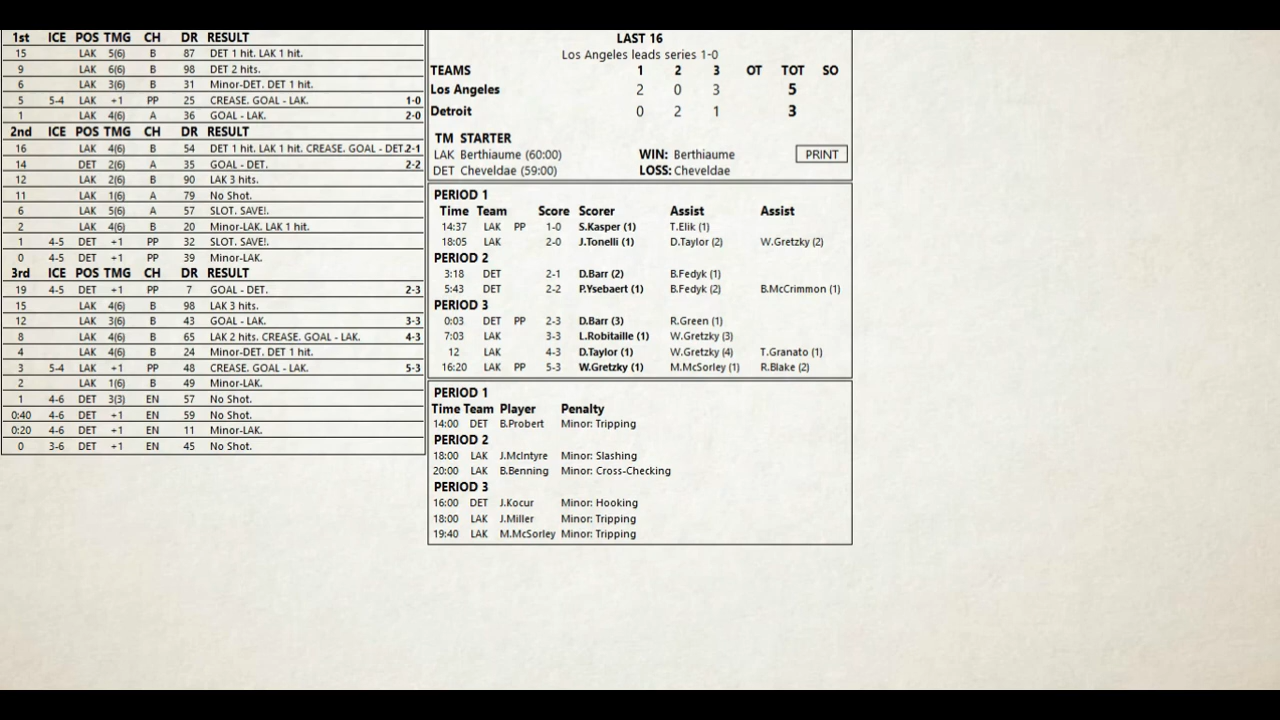 1st ICE POS TMG CH DR RESULT
15 LAK 5(6) B 87 DET 1 hit. LAK 1 hit.
9 LAK 6(6) B 98 DET 2 hits.
6 LAK 3(6) B 31 Minor-DET. DET 1 hit.
5 5-4 LAK +1 PP 25 CREASE. GOAL - LAK. 1-0
1 LAK 4(6) A 36 GOAL - LAK. 2-0
2nd ICE POS TMG CH DR RESULT
16 LAK 4(6) B 54 DET 1 hit. LAK 1 hit. CREASE. GOAL - DET 2-1
14 DET 2(6) A 35 GOAL - DET. 2-2
12 LAK 2(6) B 90 LAK 3 hits.
11 LAK 1(6) A 79 No Shot.
6 LAK 5(6) A 57 SLOT. SAVE!.
2 LAK 4(6) B 20 Minor-LAK. LAK 1 hit.
1 4-5 DET +1 PP 32 SLOT. SAVE!.
0 4-5 DET +1 PP 39 Minor-LAK.
3rd ICE POS TMG CH DR RESULT
19 4-5 DET +1 PP 7 GOAL - DET. 2-3
15 LAK 4(6) B 98 LAK 3 hits.
12 LAK 3(6) B 43 GOAL - LAK. 3-3
8 LAK 4(6) B 65 LAK 2 hits. CREASE. GOAL - LAK. 4-3
4 LAK 4(6) B 24 Minor-DET. DET 1 hit.
3 5-4 LAK +1 PP 48 CREASE. GOAL - LAK. 5-3
2 LAK 1(6) B 49 Minor-LAK.
1 4-6 DET 3(3) EN 57 No Shot.
0:40 4-6 DET +1 EN 59 No Shot.
0:20 4-6 DET +1 EN 11 Minor-LAK.
0 3-6 DET +1 EN 45 No Shot.
LAST 16
Los Angeles leads series 1-0
TEAMS 1 2 3 OT TOT SO
Los Angeles 2 0 3 5
Detroit 0 2 1 3
TM STARTER
LAK Berthiaume (60:00) WIN: Berthiaume PRINT
DET Cheveldae (59:00) LOSS: Cheveldae
PERIOD 1
Time Team Score Scorer Assist Assist
14:37 LAK PP 1-0 S.Kasper (1) T.Elik (1)
18:05 LAK 2-0 J.Tonelli (1) D.Taylor (2) W.Gretzky (2)
PERIOD 2
3:18 DET 2-1 D.Barr (2) B.Fedyk (1)
5:43 DET 2-2 P.Ysebaert (1) B.Fedyk (2) B.McCrimmon (1)
PERIOD 3
0:03 DET PP 2-3 D.Barr (3) R.Green (1)
7:03 LAK 3-3 L.Robitaille (1) W.Gretzky (3)
12 LAK 4-3 D.Taylor (1) W.Gretzky (4) T.Granato (1)
16:20 LAK PP 5-3 W.Gretzky (1) M.McSorley (1) R.Blake (2)
PERIOD 1
Time Team Player Penalty
14:00 DET B.Probert Minor: Tripping
PERIOD 2
18:00 LAK J.McIntyre Minor: Slashing
20:00 LAK B.Benning Minor: Cross-Checking
PERIOD 3
16:00 DET J.Kocur Minor: Hooking
18:00 LAK J.Miller Minor: Tripping
19:40 LAK M.McSorley Minor: Tripping